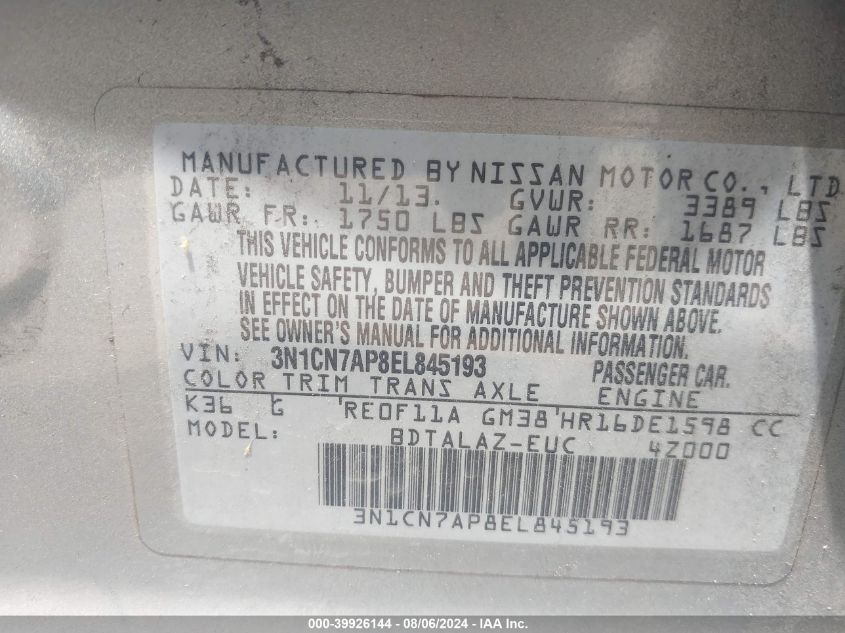 MANUFACTURED BY NISSAN MOTOR CO., LTD
DATE: 11/13. GVWR: 3389 LBS
GAWR FR: 1750 LBS GAWR RR: 1687 LBS
THIS VEHICLE CONFORMS TO ALL APPLICABLE FEDERAL MOTOR
VEHICLE SAFETY, BUMPER AND THEFT PREVENTION STANDARDS
IN EFFECT ON THE DATE OF MANUFACTURE SHOWN ABOVE.
SEE OWNER'S MANUAL FOR ADDITIONAL INFORMATION.
VIN: 3N1CN7AP8EL845193 PASSENGER CAR.
COLOR TRIM TRANS AXLE ENGINE
K36 G RE0F11A GM38 HR16DE1598 CC
MODEL: BDTALAZ-EUC 4Z000
3N1CN7AP8EL845193
000-39926144 - 08/06/2024 - IAA Inc.